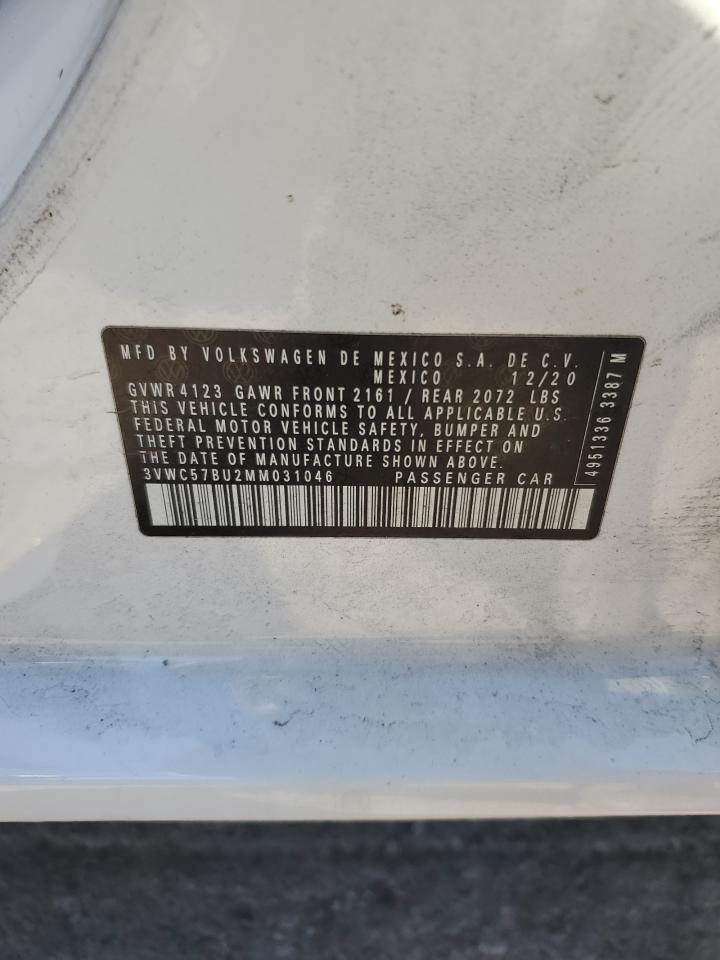 MFD BY VOLKSWAGEN DE MEXICO S.A. DE C.V.
MEXICO 12/20
GVWR 4123 GAWR FRONT 2161 / REAR 2072 LBS
THIS VEHICLE CONFORMS TO ALL APPLICABLE U.S.
FEDERAL MOTOR VEHICLE SAFETY, BUMPER AND
THEFT PREVENTION STANDARDS IN EFFECT ON
THE DATE OF MANUFACTURE SHOWN ABOVE.
3VWC57BU2MM031046 PASSENGER CAR
4951336 3387 M